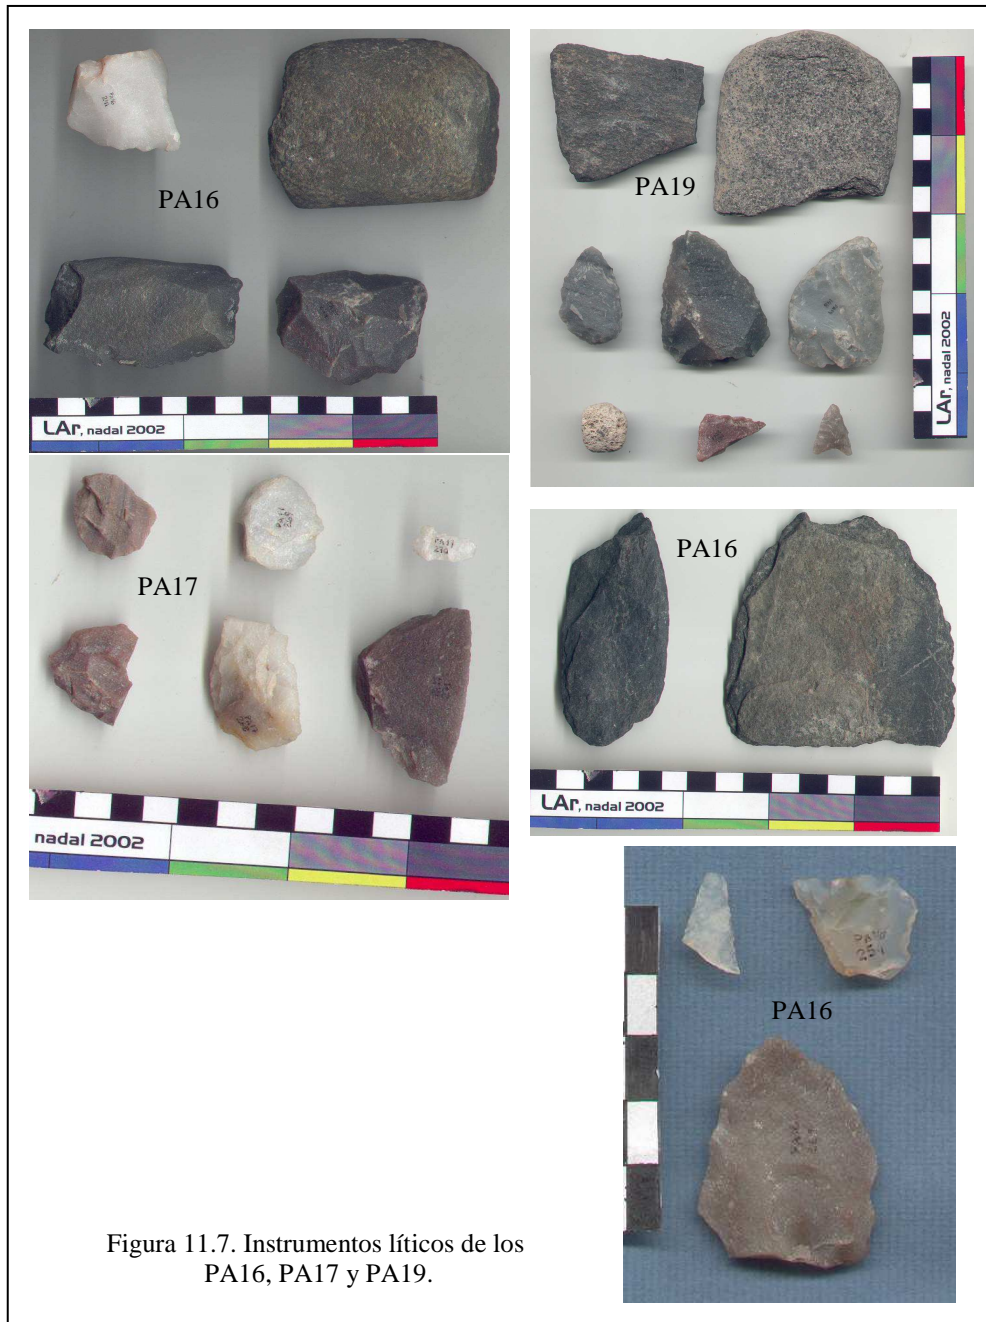 PA16
LAr, nadal 2002
PA19
LAr, nadal 2002
PA17
nadal 2002
PA16
LAr, nadal 2002
PA16
Figura 11.7. Instrumentos líticos de los
PA16, PA17 y PA19.